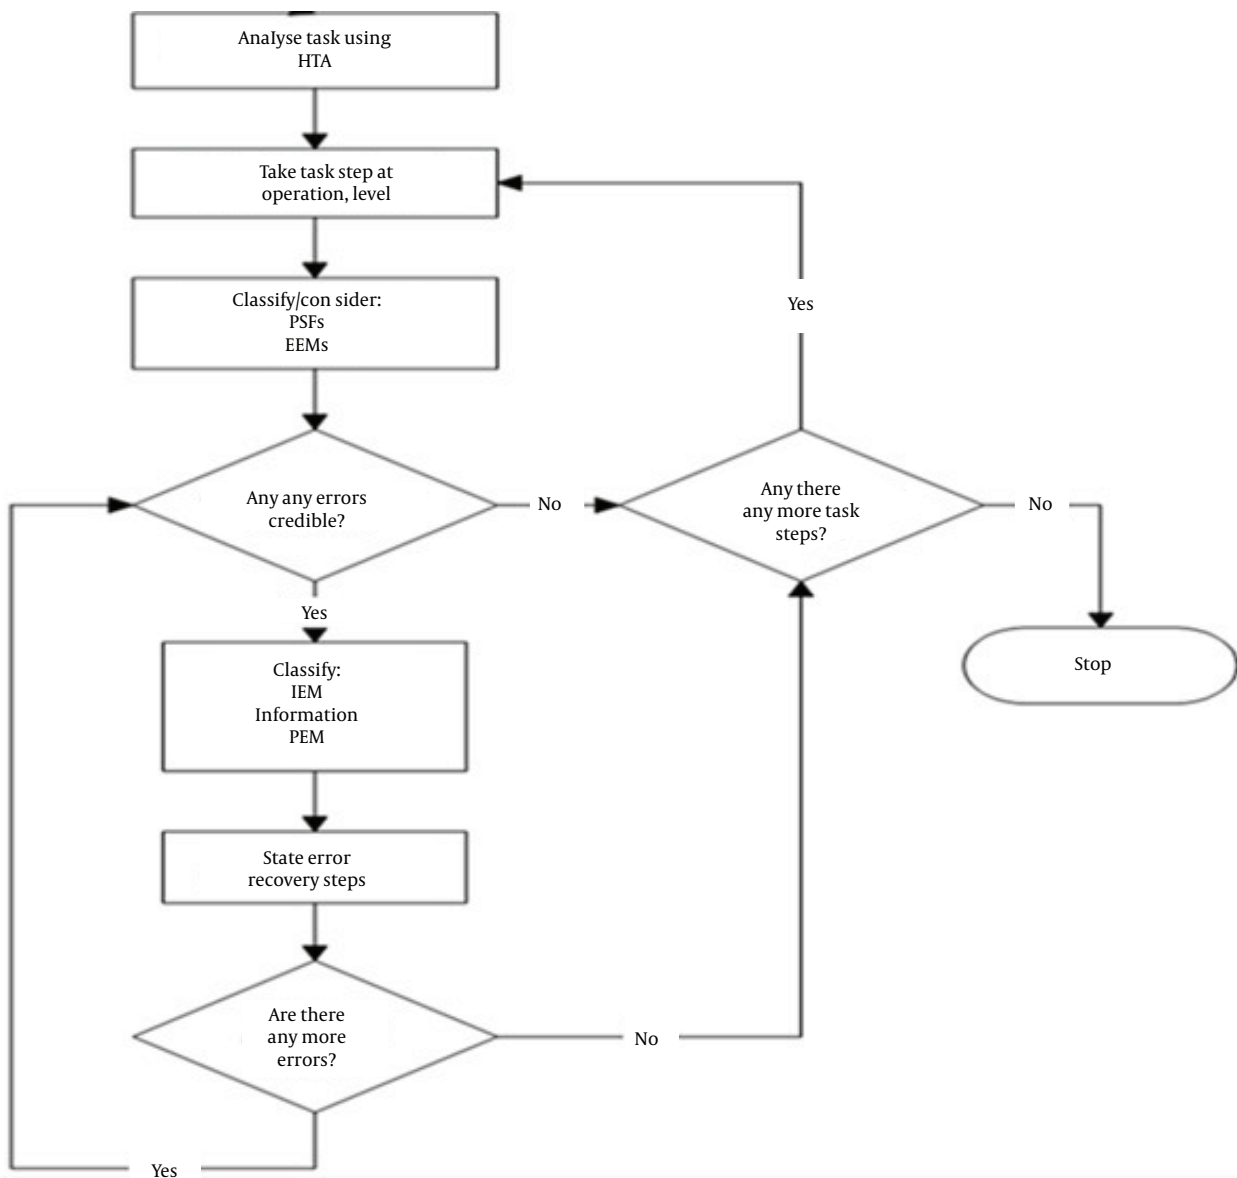 Analyse task using
HTA
Take task step at
operation, level
Classify/con sider:
PSFs
EEMs
Yes
Any any errors
credible?
No
Any there
any more task
steps?
No
Yes
Classify:
IEM
Information
PEM
Stop
State error
recovery steps
Are there
any more
errors?
No
Yes